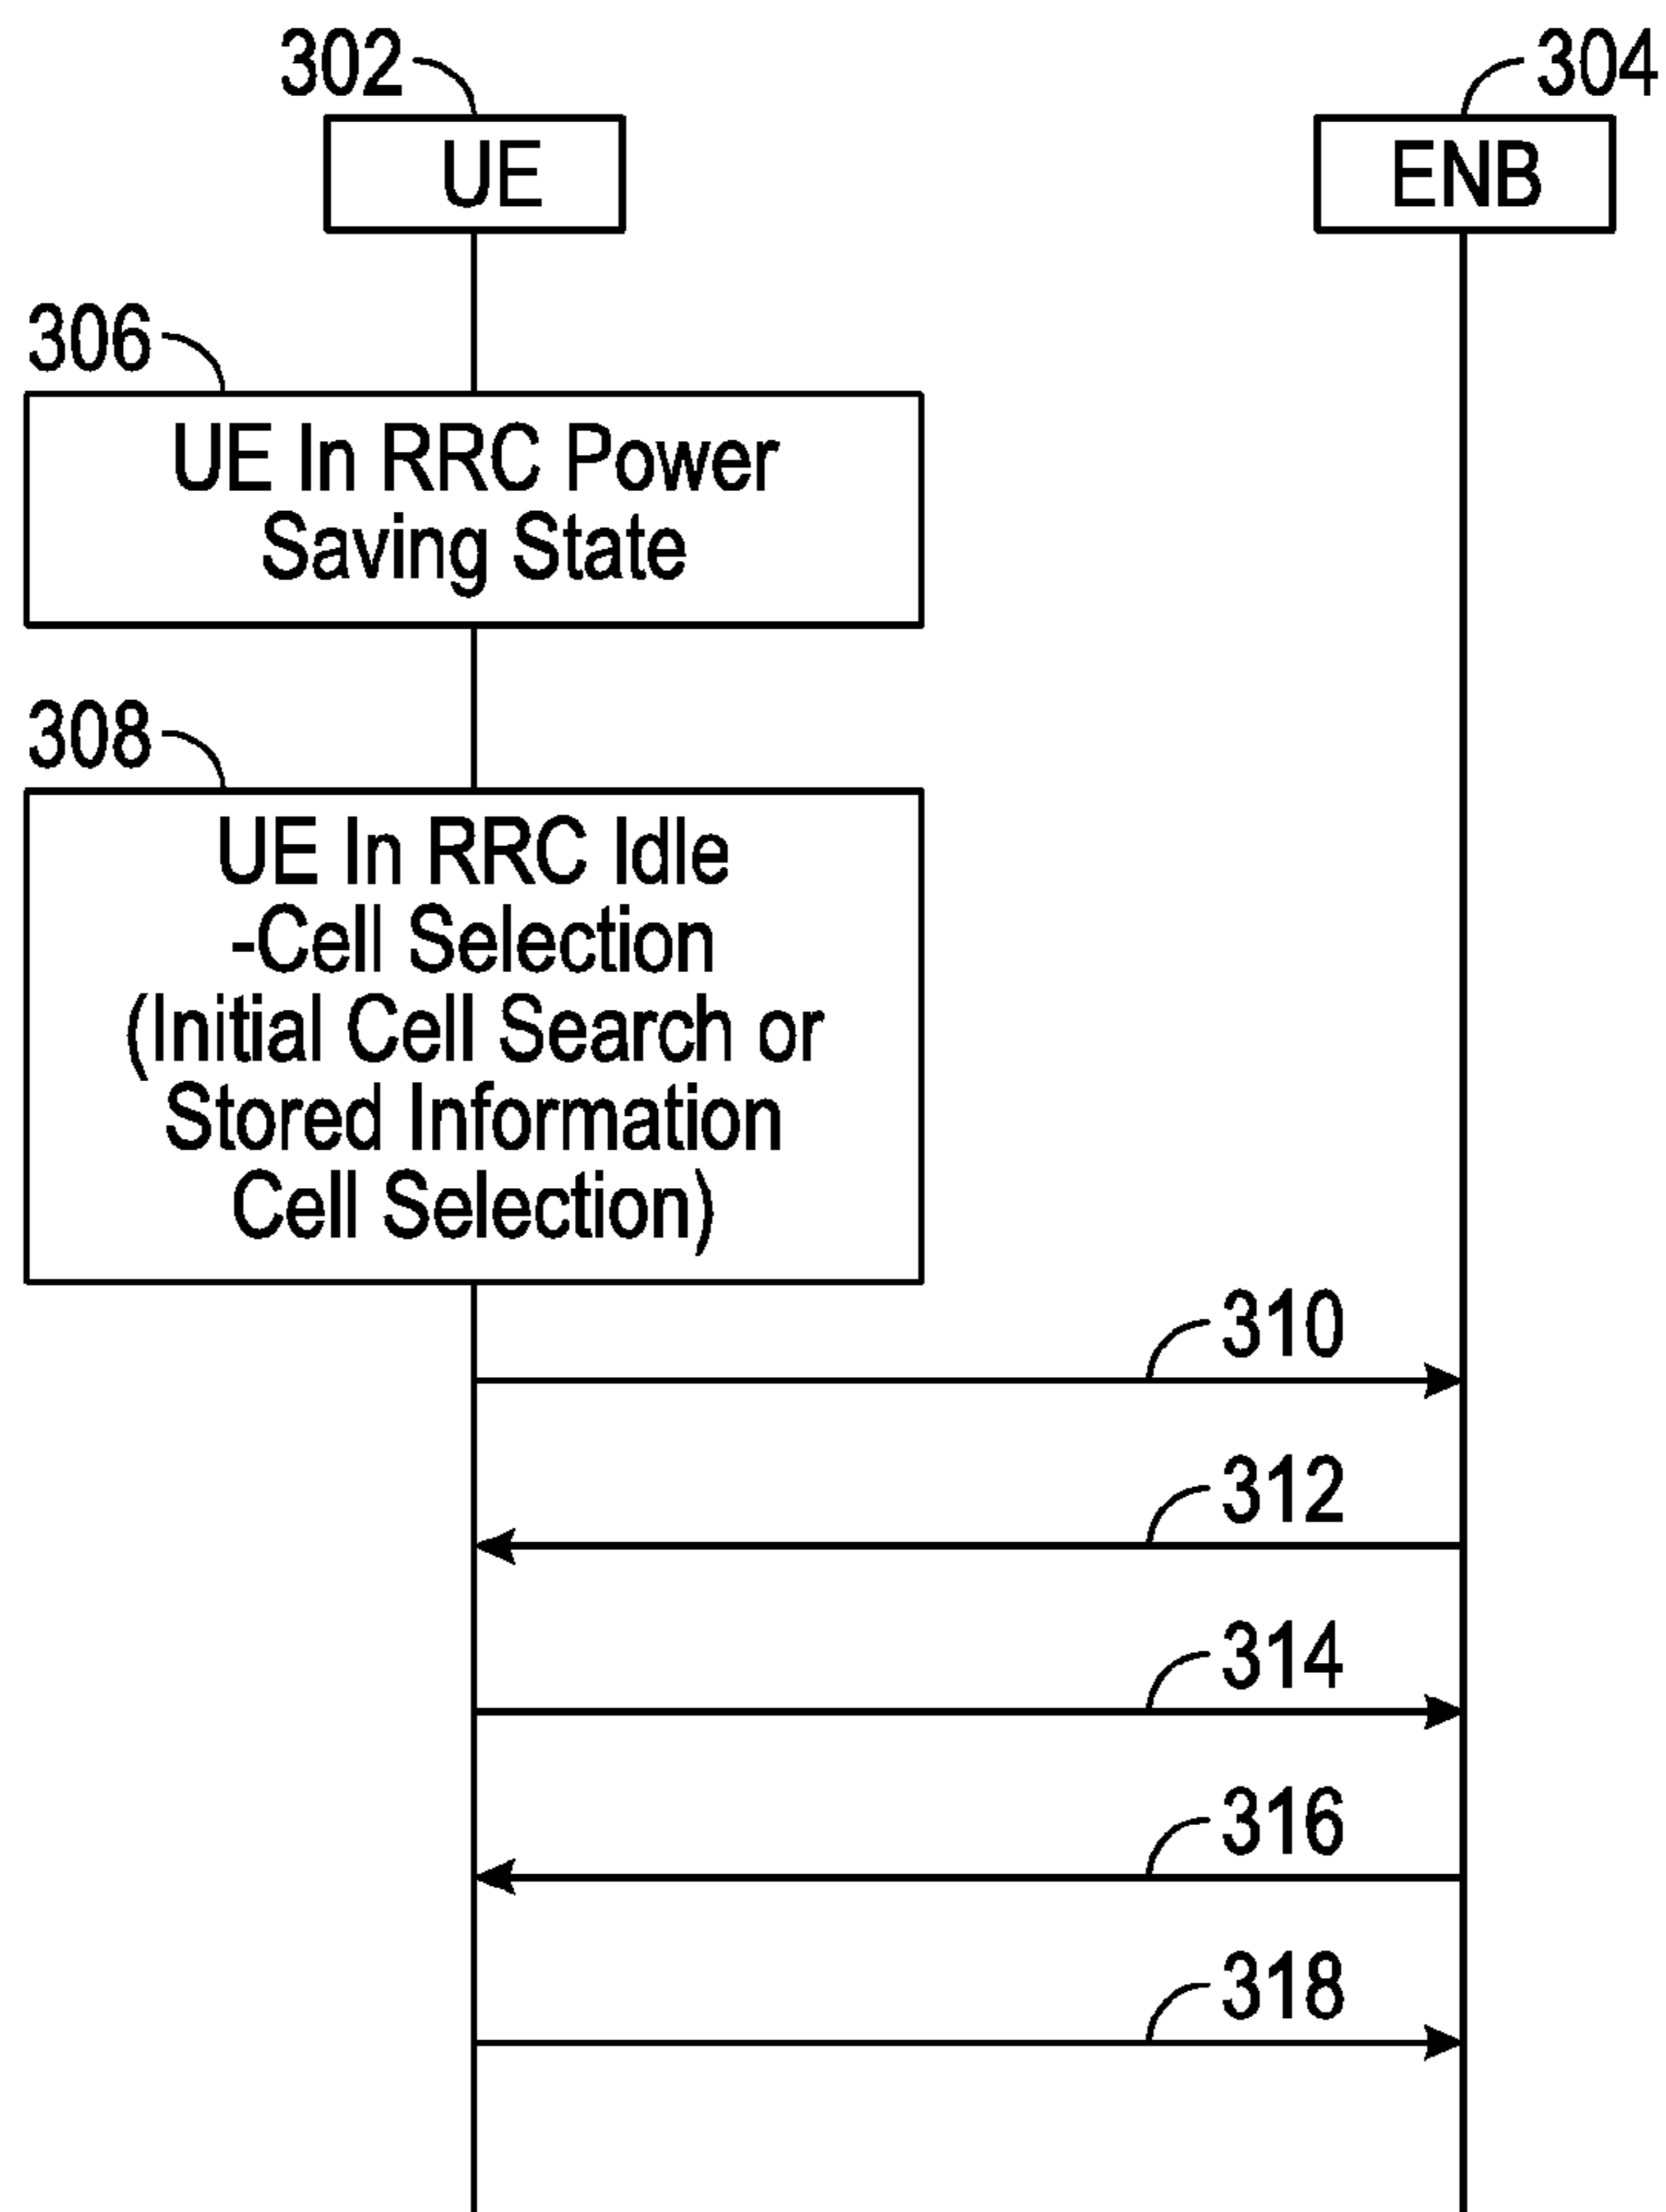 302
304
UE
ENB
306
UE In RRC Power
Saving State
308
UE In RRC Idle
-Cell Selection
(Initial Cell Search or
Stored Information
Cell Selection)
310
312
314
316
318